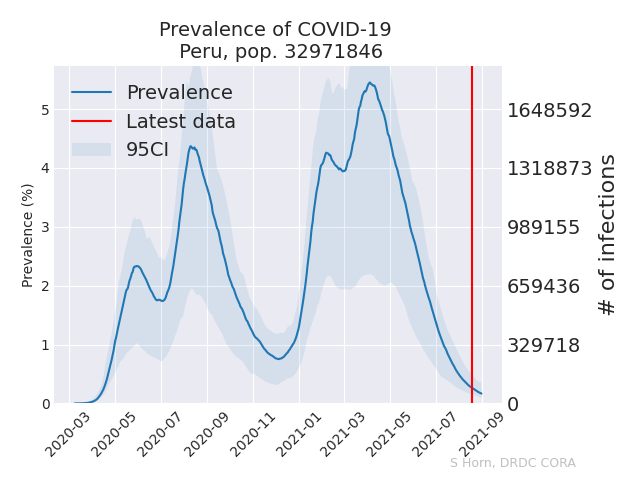 Prevalence of COVID-19
Peru, pop. 32971846
Prevalence
Latest data
95CI
Prevalence (%)
5
4
3
2
1
0
1648592
1318873
989155
659436
329718
0
# of infections
2020-03
2020-05
2020-07
2020-09
2020-11
2021-01
2021-03
2021-05
2021-07
2021-09
S Horn, DRDC CORA